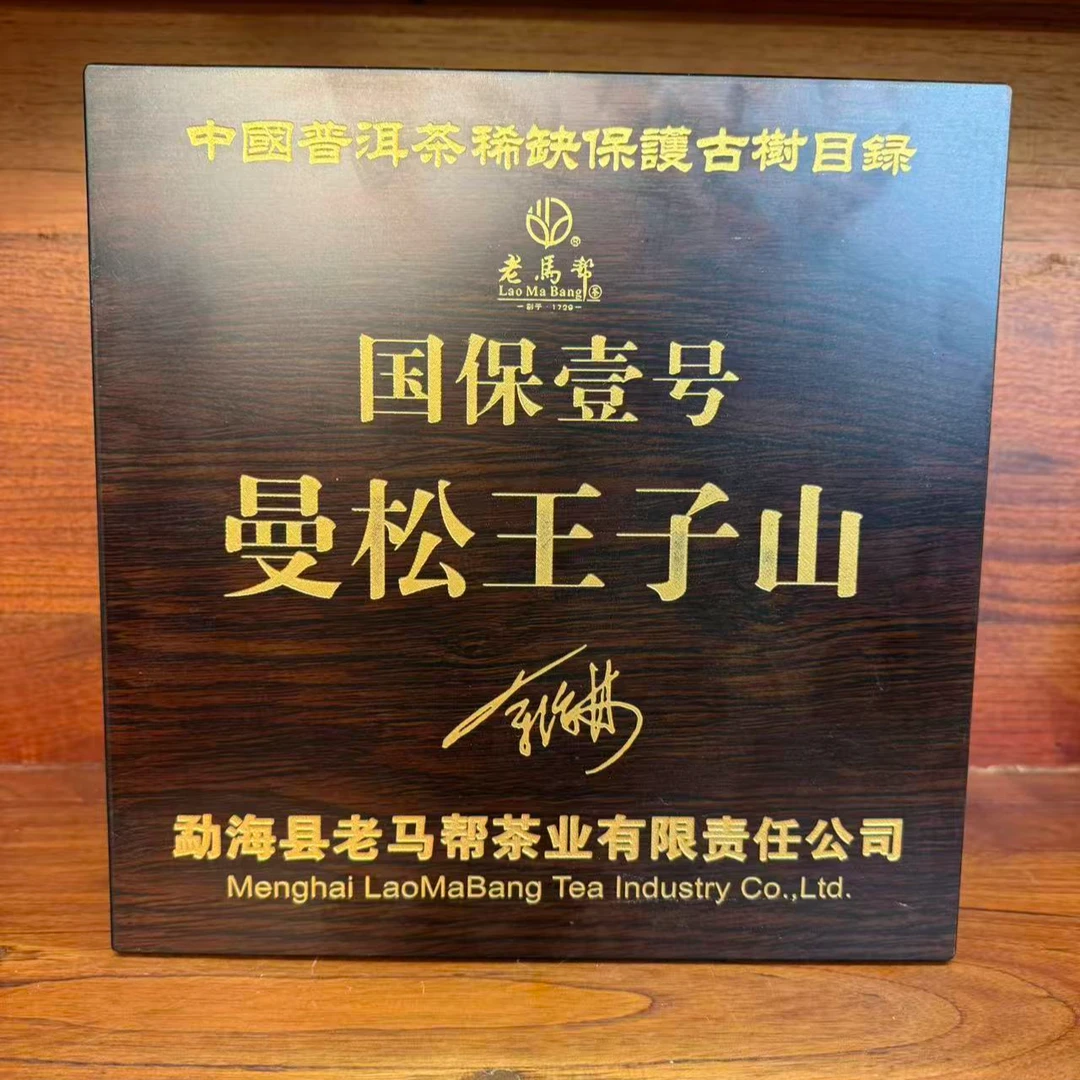 中國普洱茶稀缺保護古樹目録
®
老馬幇
Lao Ma Bang 茶
国保壹号
曼松王子山
勐海县老马帮茶业有限责任公司
Menghai LaoMaBang Tea Industry Co.,Ltd.